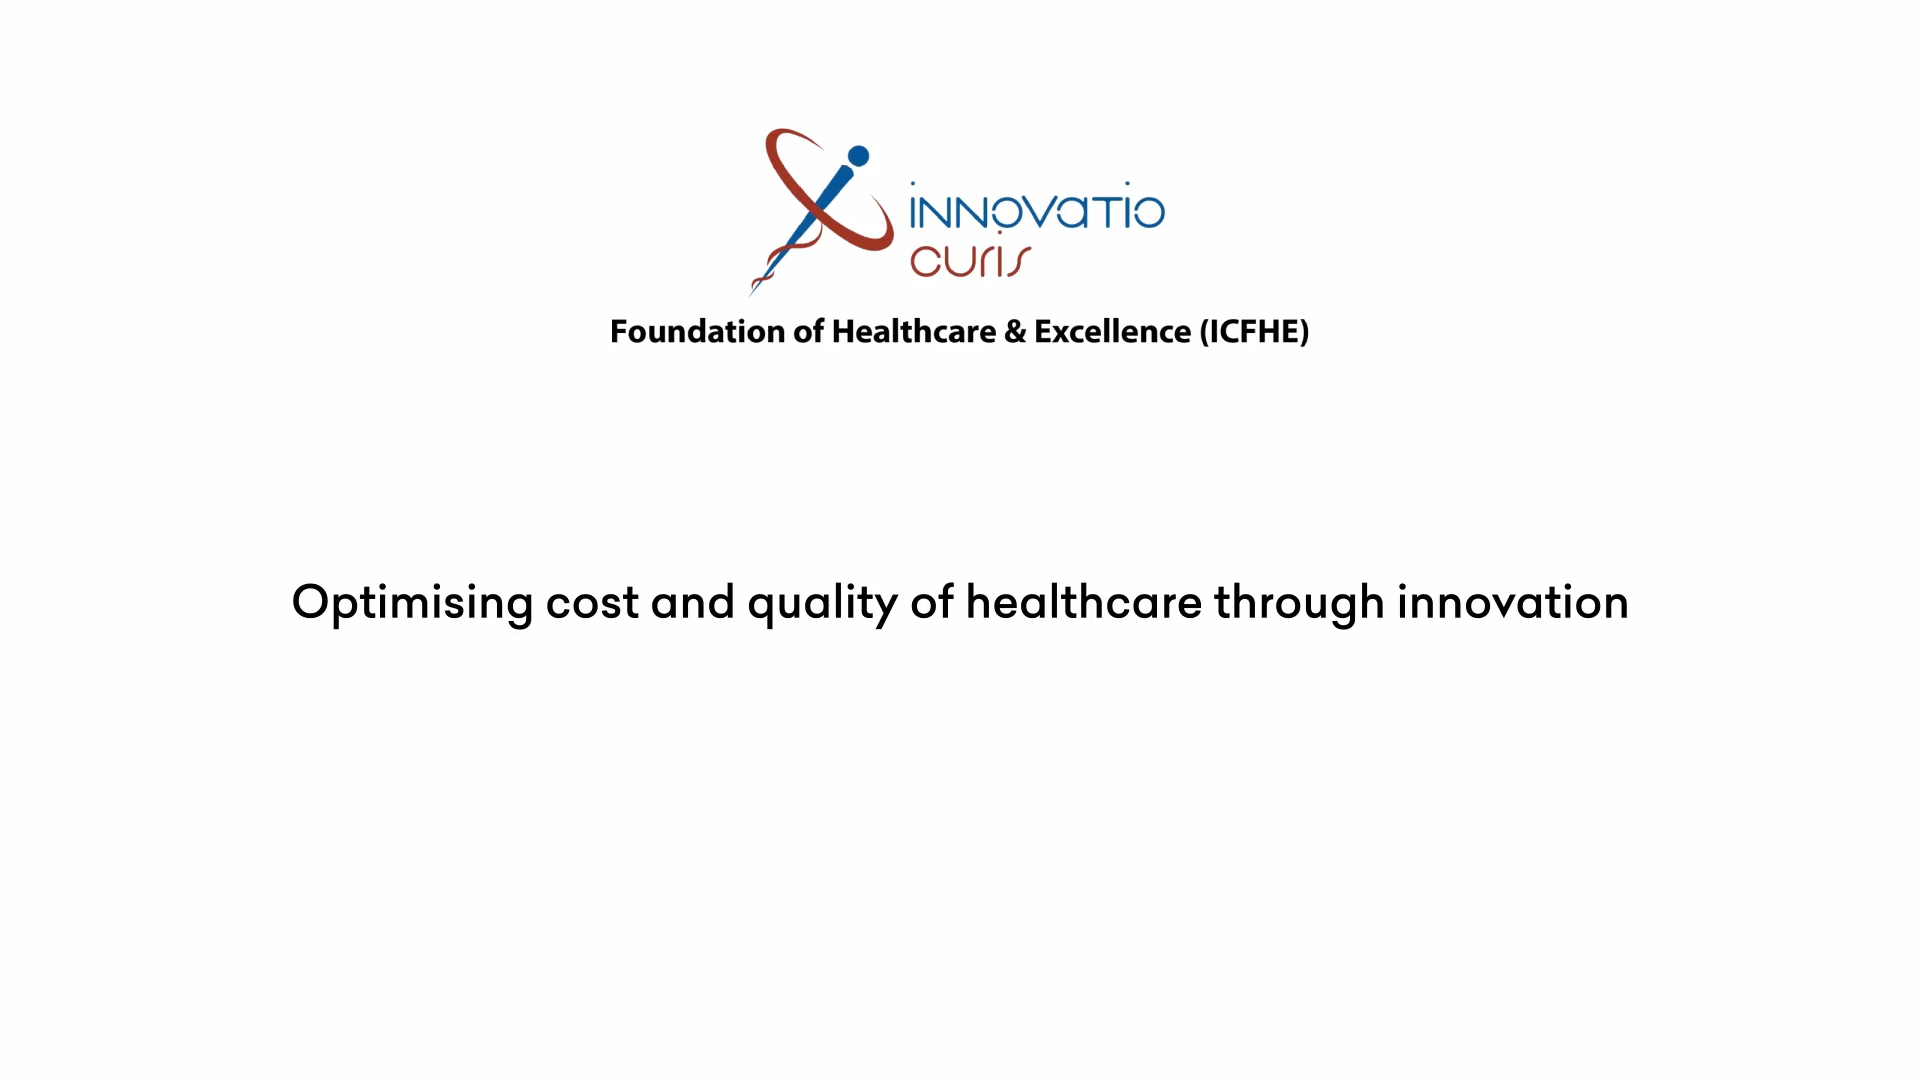 innovatio
curis
Foundation of Healthcare & Excellence (ICFHE)
Optimising cost and quality of healthcare through innovation